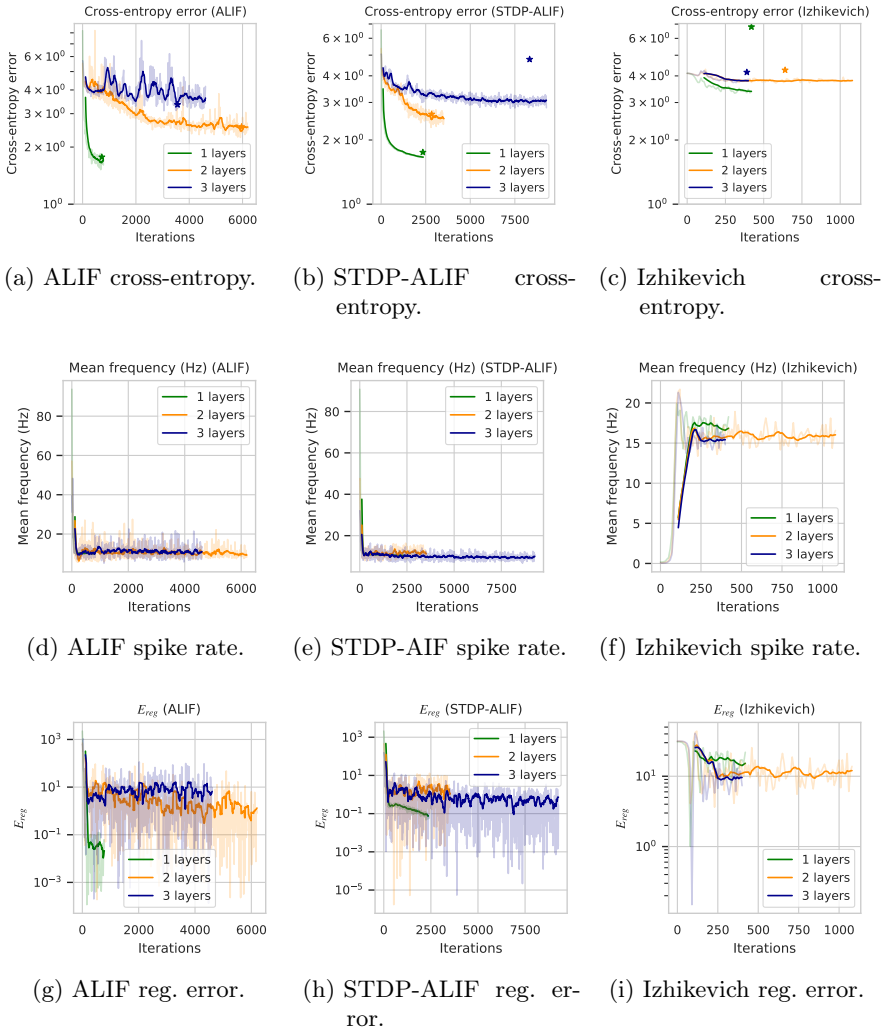 Cross-entropy error (ALIF)
Cross-entropy error
6 × 10⁰
4 × 10⁰
3 × 10⁰
2 × 10⁰
10⁰
1 layers
2 layers
3 layers
0 2000 4000 6000
Iterations
(a) ALIF cross-entropy.
Cross-entropy error (STDP-ALIF)
Cross-entropy error
6 × 10⁰
4 × 10⁰
3 × 10⁰
2 × 10⁰
10⁰
1 layers
2 layers
3 layers
0 2500 5000 7500
Iterations
(b) STDP-ALIF cross-
entropy.
Cross-entropy error (Izhikevich)
Cross-entropy error
6 × 10⁰
4 × 10⁰
3 × 10⁰
2 × 10⁰
10⁰
1 layers
2 layers
3 layers
0 250 500 750 1000
Iterations
(c) Izhikevich cross-
entropy.
Mean frequency (Hz) (ALIF)
Mean frequency (Hz)
80
60
40
20
1 layers
2 layers
3 layers
0 2000 4000 6000
Iterations
(d) ALIF spike rate.
Mean frequency (Hz) (STDP-ALIF)
Mean frequency (Hz)
80
60
40
20
1 layers
2 layers
3 layers
0 2500 5000 7500
Iterations
(e) STDP-AIF spike rate.
Mean frequency (Hz) (Izhikevich)
Mean frequency (Hz)
20
15
10
5
0
1 layers
2 layers
3 layers
0 250 500 750 1000
Iterations
(f) Izhikevich spike rate.
E_reg (ALIF)
E_reg
10³
10¹
10⁻¹
10⁻³
1 layers
2 layers
3 layers
0 2000 4000 6000
Iterations
(g) ALIF reg. error.
E_reg (STDP-ALIF)
E_reg
10³
10¹
10⁻¹
10⁻³
10⁻⁵
1 layers
2 layers
3 layers
0 2500 5000 7500
Iterations
(h) STDP-ALIF reg. er-
ror.
E_reg (Izhikevich)
E_reg
10¹
10⁰
1 layers
2 layers
3 layers
0 250 500 750 1000
Iterations
(i) Izhikevich reg. error.